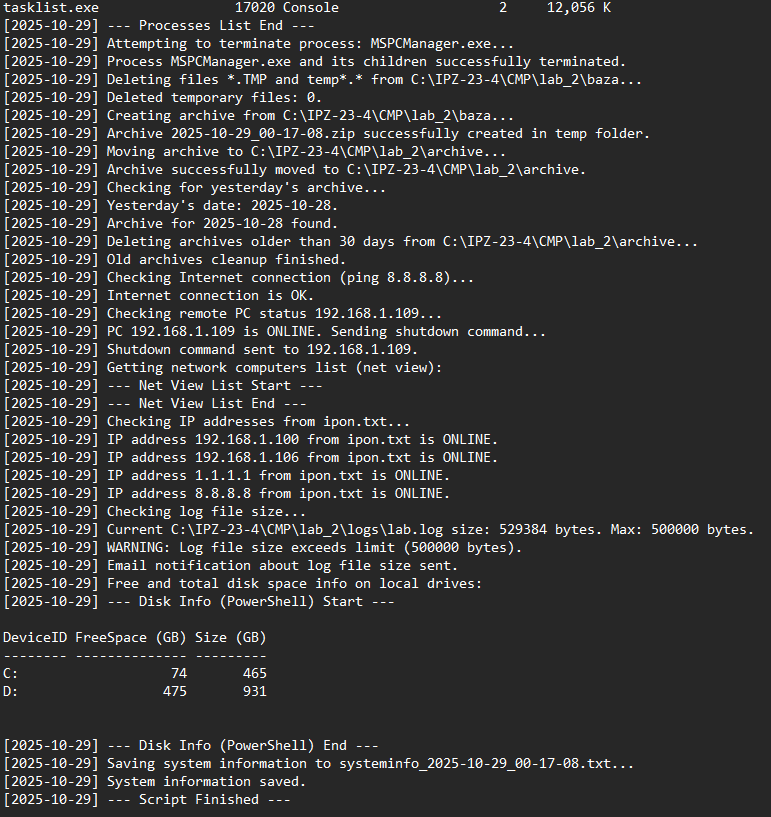 tasklist.exe                 17020 Console                    2     12,056 K
[2025-10-29] --- Processes List End ---
[2025-10-29] Attempting to terminate process: MSPCManager.exe...
[2025-10-29] Process MSPCManager.exe and its children successfully terminated.
[2025-10-29] Deleting files *.TMP and temp*.* from C:\IPZ-23-4\CMP\lab_2\baza...
[2025-10-29] Deleted temporary files: 0.
[2025-10-29] Creating archive from C:\IPZ-23-4\CMP\lab_2\baza...
[2025-10-29] Archive 2025-10-29_00-17-08.zip successfully created in temp folder.
[2025-10-29] Moving archive to C:\IPZ-23-4\CMP\lab_2\archive...
[2025-10-29] Archive successfully moved to C:\IPZ-23-4\CMP\lab_2\archive.
[2025-10-29] Checking for yesterday's archive...
[2025-10-29] Yesterday's date: 2025-10-28.
[2025-10-29] Archive for 2025-10-28 found.
[2025-10-29] Deleting archives older than 30 days from C:\IPZ-23-4\CMP\lab_2\archive...
[2025-10-29] Old archives cleanup finished.
[2025-10-29] Checking Internet connection (ping 8.8.8.8)...
[2025-10-29] Internet connection is OK.
[2025-10-29] Checking remote PC status 192.168.1.109...
[2025-10-29] PC 192.168.1.109 is ONLINE. Sending shutdown command...
[2025-10-29] Shutdown command sent to 192.168.1.109.
[2025-10-29] Getting network computers list (net view):
[2025-10-29] --- Net View List Start ---
[2025-10-29] --- Net View List End ---
[2025-10-29] Checking IP addresses from ipon.txt...
[2025-10-29] IP address 192.168.1.100 from ipon.txt is ONLINE.
[2025-10-29] IP address 192.168.1.106 from ipon.txt is ONLINE.
[2025-10-29] IP address 1.1.1.1 from ipon.txt is ONLINE.
[2025-10-29] IP address 8.8.8.8 from ipon.txt is ONLINE.
[2025-10-29] Checking log file size...
[2025-10-29] Current C:\IPZ-23-4\CMP\lab_2\logs\lab.log size: 529384 bytes. Max: 500000 bytes.
[2025-10-29] WARNING: Log file size exceeds limit (500000 bytes).
[2025-10-29] Email notification about log file size sent.
[2025-10-29] Free and total disk space info on local drives:
[2025-10-29] --- Disk Info (PowerShell) Start ---
DeviceID FreeSpace (GB) Size (GB)
-------- -------------- ---------
C:                   74       465
D:                  475       931
[2025-10-29] --- Disk Info (PowerShell) End ---
[2025-10-29] Saving system information to systeminfo_2025-10-29_00-17-08.txt...
[2025-10-29] System information saved.
[2025-10-29] --- Script Finished ---